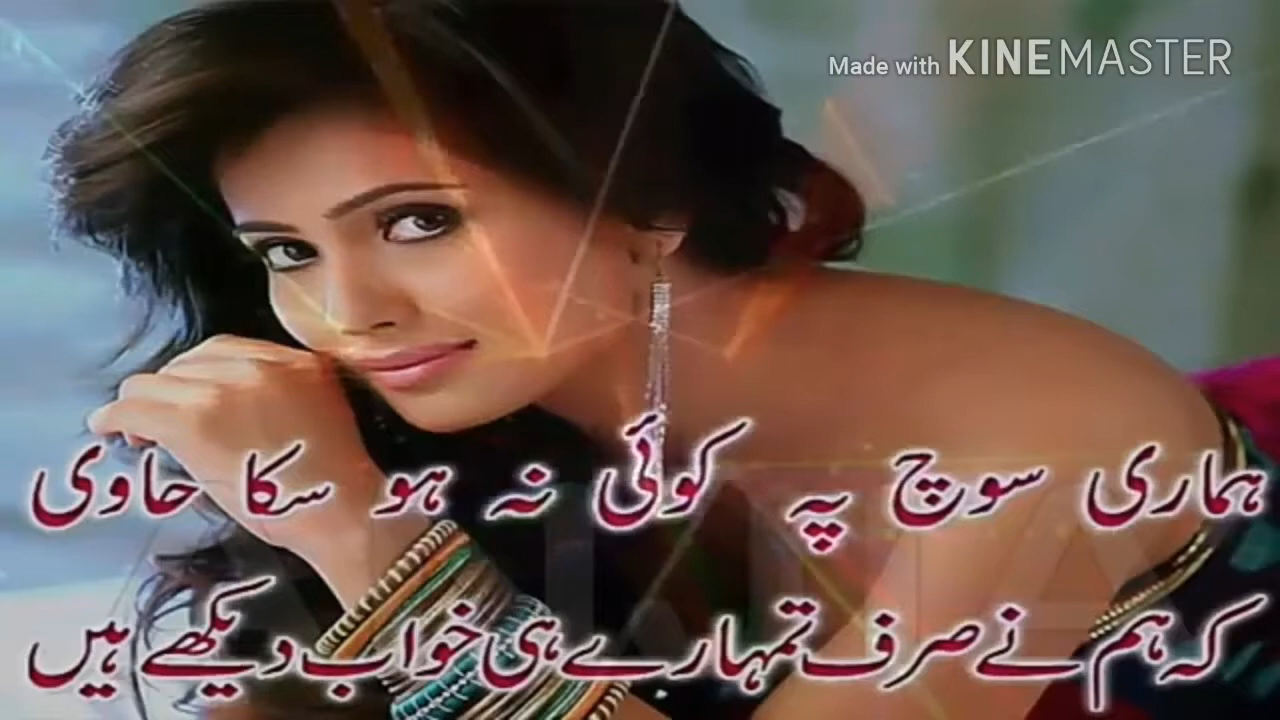 Made with KINEMASTER
ہماری سوچ پہ کوئی نہ ہو سکا حاوی
کہ ہم نے صرف تمہارے ہی خواب دیکھے ہیں